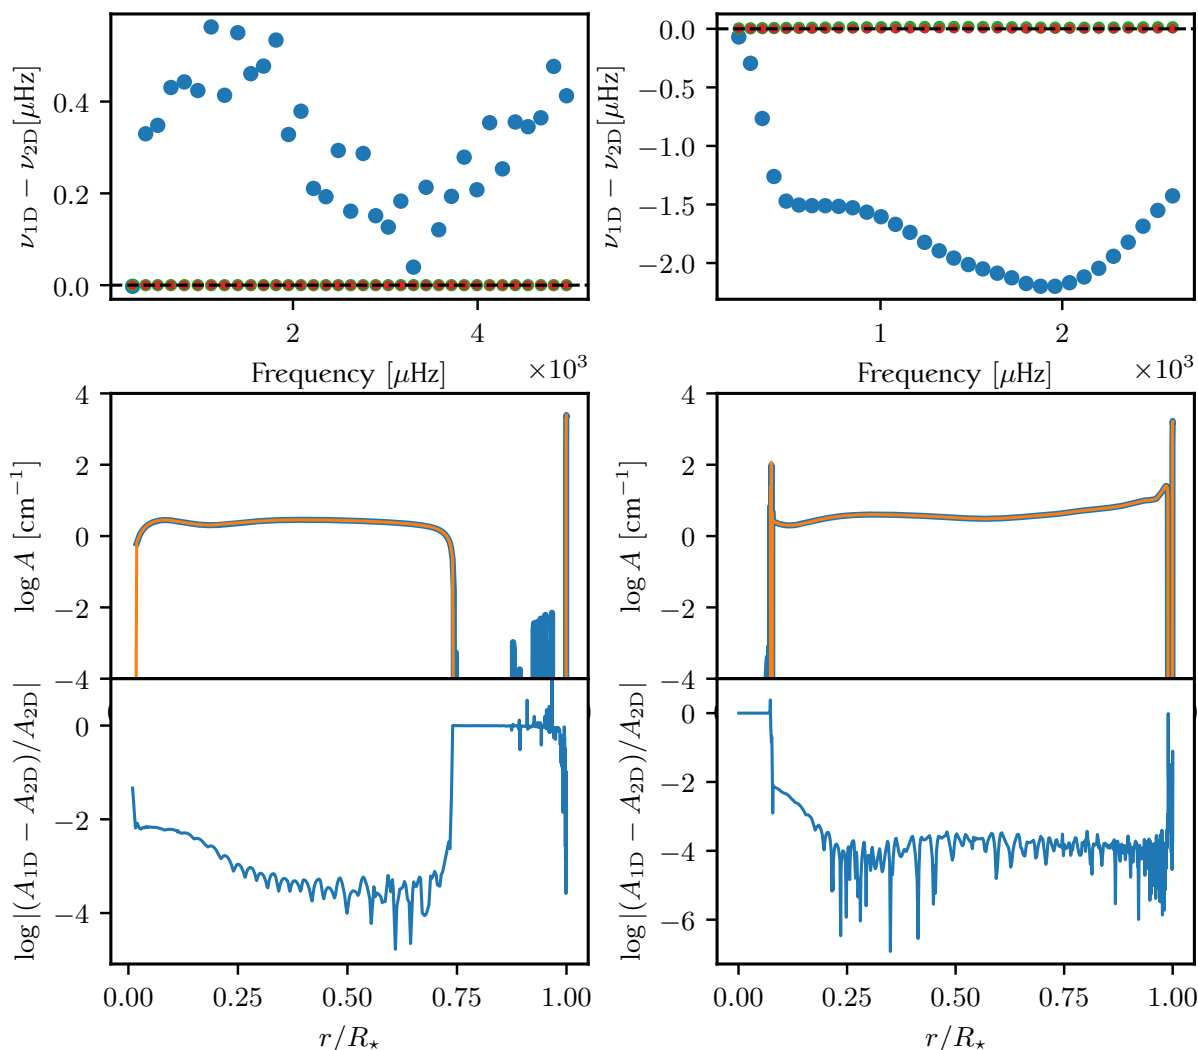 ν1D − ν2D[μHz]
0.4
0.2
0.0
2 4
Frequency [μHz] ×10³
ν1D − ν2D[μHz]
0.0
−0.5
−1.0
−1.5
−2.0
1 2
Frequency [μHz] ×10³
log A [cm⁻¹]
4
2
0
−2
−4
log A [cm⁻¹]
4
2
0
−2
−4
log |(A1D − A2D)/A2D|
0
−2
−4
0.00 0.25 0.50 0.75 1.00
r/R⋆
log |(A1D − A2D)/A2D|
0
−2
−4
−6
0.00 0.25 0.50 0.75 1.00
r/R⋆